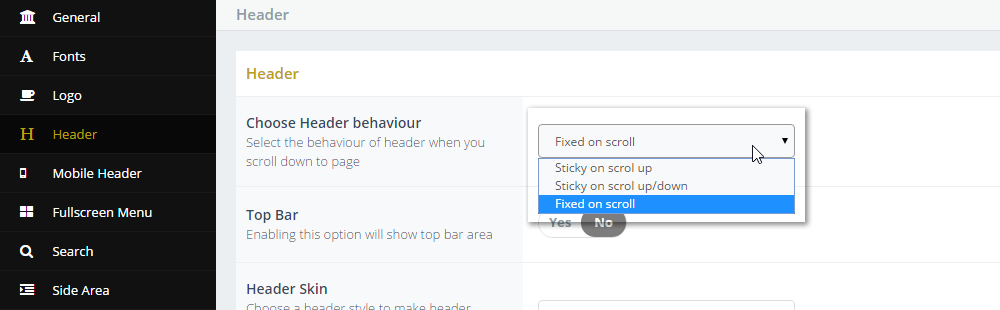 General
Fonts
Logo
Header
Mobile Header
Fullscreen Menu
Search
Side Area
Header
Header
Choose Header behaviour
Select the behaviour of header when you
scroll down to page
Fixed on scroll
Sticky on scrol up
Sticky on scrol up/down
Fixed on scroll
Top Bar
Enabling this option will show top bar area
Yes No
Header Skin
Choose a header style to make header